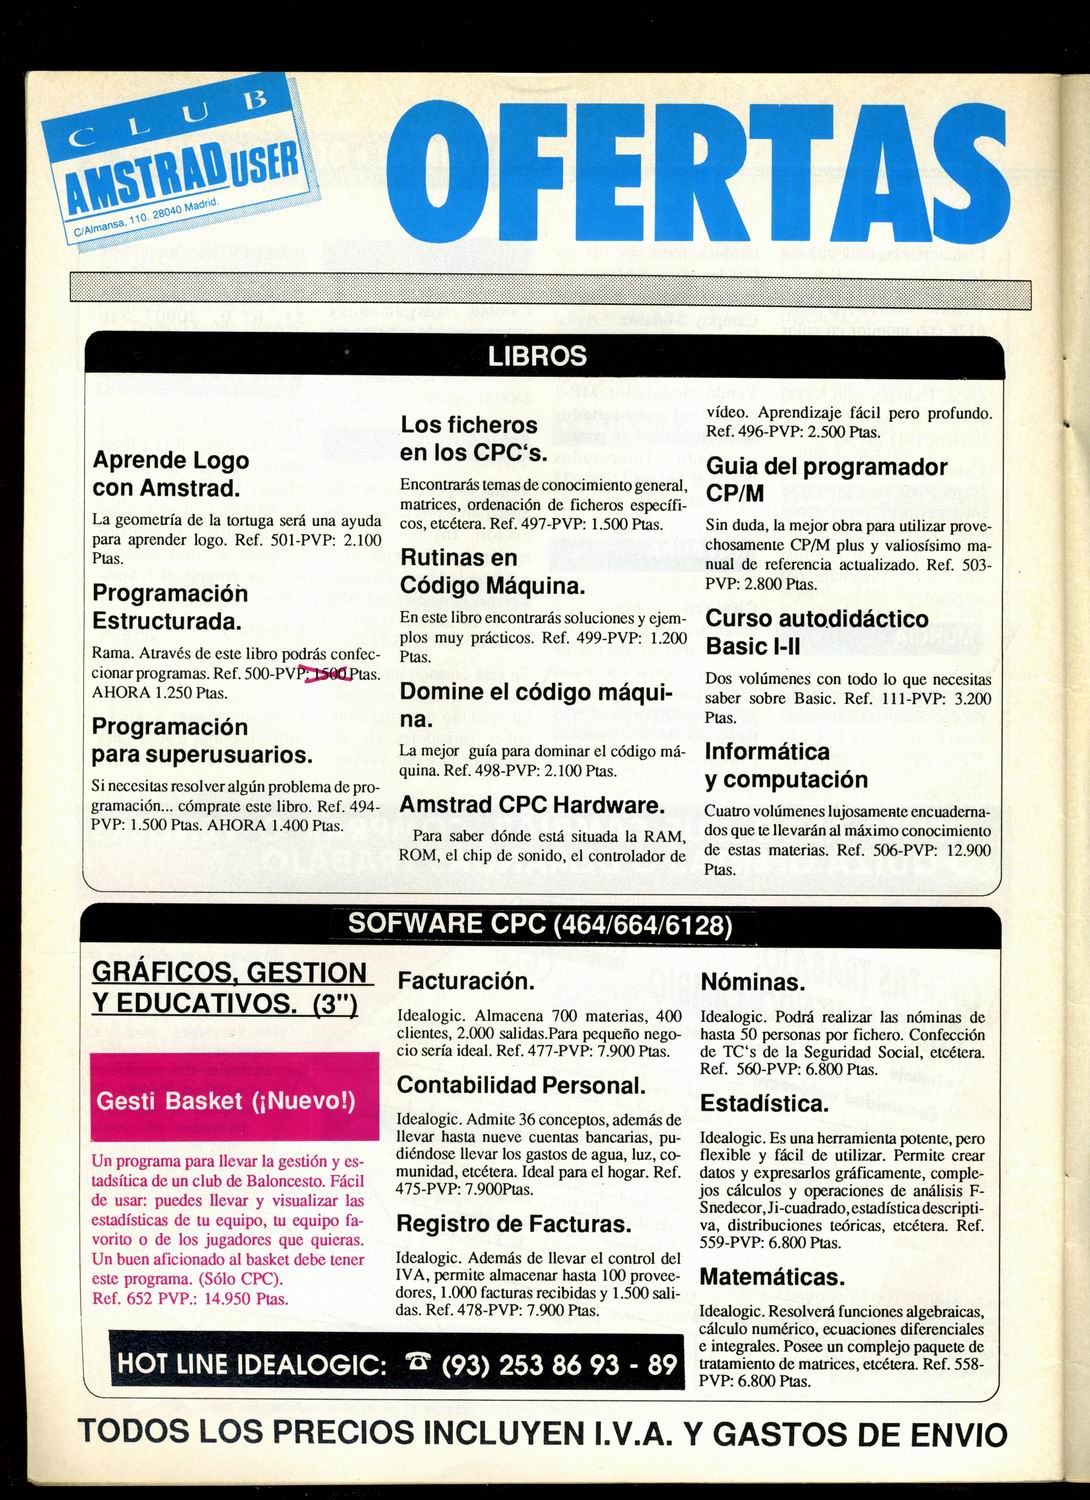 CLUB
AMSTRAD USER
C/Almansa, 110. 28040 Madrid.
OFERTAS
LIBROS
Aprende Logo
con Amstrad.
La geometría de la tortuga será una ayuda
para aprender logo. Ref. 501-PVP: 2.100
Ptas.
Programación
Estructurada.
Rama. Através de este libro podrás confec-
cionar programas. Ref. 500-PVP: 1500 Ptas.
AHORA 1.250 Ptas.
Programación
para superusuarios.
Si necesitas resolver algún problema de pro-
gramación... cómprate este libro. Ref. 494-
PVP: 1.500 Ptas. AHORA 1.400 Ptas.
Los ficheros
en los CPC‘s.
Encontrarás temas de conocimiento general,
matrices, ordenación de ficheros específi-
cos, etcétera. Ref. 497-PVP: 1.500 Ptas.
Rutinas en
Código Máquina.
En este libro encontrarás soluciones y ejem-
plos muy prácticos. Ref. 499-PVP: 1.200
Ptas.
Domine el código máqui-
na.
La mejor guía para dominar el código má-
quina. Ref. 498-PVP: 2.100 Ptas.
Amstrad CPC Hardware.
Para saber dónde está situada la RAM,
ROM, el chip de sonido, el controlador de
vídeo. Aprendizaje fácil pero profundo.
Ref. 496-PVP: 2.500 Ptas.
Guia del programador
CP/M
Sin duda, la mejor obra para utilizar prove-
chosamente CP/M plus y valiosísimo ma-
nual de referencia actualizado. Ref. 503-
PVP: 2.800 Ptas.
Curso autodidáctico
Basic I-II
Dos volúmenes con todo lo que necesitas
saber sobre Basic. Ref. 111-PVP: 3.200
Ptas.
Informática
y computación
Cuatro volúmenes lujosamente encuaderna-
dos que te llevarán al máximo conocimiento
de estas materias. Ref. 506-PVP: 12.900
Ptas.
SOFWARE CPC (464/664/6128)
GRÁFICOS, GESTION
Y EDUCATIVOS. (3")
Gesti Basket (¡Nuevo!)
Un programa para llevar la gestión y es-
tadsítica de un club de Baloncesto. Fácil
de usar: puedes llevar y visualizar las
estadísticas de tu equipo, tu equipo fa-
vorito o de los jugadores que quieras.
Un buen aficionado al basket debe tener
este programa. (Sólo CPC).
Ref. 652 PVP.: 14.950 Ptas.
Facturación.
Idealogic. Almacena 700 materias, 400
clientes, 2.000 salidas.Para pequeño nego-
cio sería ideal. Ref. 477-PVP: 7.900 Ptas.
Contabilidad Personal.
Idealogic. Admite 36 conceptos, además de
llevar hasta nueve cuentas bancarias, pu-
diéndose llevar los gastos de agua, luz, co-
munidad, etcétera. Ideal para el hogar. Ref.
475-PVP: 7.900Ptas.
Registro de Facturas.
Idealogic. Además de llevar el control del
IVA, permite almacenar hasta 100 provee-
dores, 1.000 facturas recibidas y 1.500 sali-
das. Ref. 478-PVP: 7.900 Ptas.
Nóminas.
Idealogic. Podrá realizar las nóminas de
hasta 50 personas por fichero. Confección
de TC‘s de la Seguridad Social, etcétera.
Ref. 560-PVP: 6.800 Ptas.
Estadística.
Idealogic. Es una herramienta potente, pero
flexible y fácil de utilizar. Permite crear
datos y expresarlos gráficamente, comple-
jos cálculos y operaciones de análisis F-
Snedecor, Ji-cuadrado, estadística descripti-
va, distribuciones teóricas, etcétera. Ref.
559-PVP: 6.800 Ptas.
Matemáticas.
Idealogic. Resolverá funciones algebraicas,
cálculo numérico, ecuaciones diferenciales
e integrales. Posee un complejo paquete de
tratamiento de matrices, etcétera. Ref. 558-
PVP: 6.800 Ptas.
HOT LINE IDEALOGIC: ☎ (93) 253 86 93 - 89
TODOS LOS PRECIOS INCLUYEN I.V.A. Y GASTOS DE ENVIO